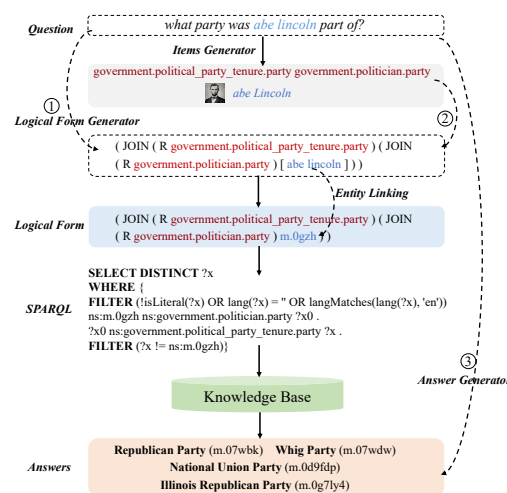 Question
what party was abe lincoln part of?
Items Generator
government.political_party_tenure.party government.politician.party
abe Lincoln
①
②
Logical Form Generator
( JOIN ( R government.political_party_tenure.party ) ( JOIN
( R government.politician.party ) [ abe lincoln ] ) )
Entity Linking
Logical Form
( JOIN ( R government.political_party_tenure.party ) ( JOIN
( R government.politician.party ) m.0gzh ) )
SPARQL
SELECT DISTINCT ?x
WHERE {
FILTER (!isLiteral(?x) OR lang(?x) = '' OR langMatches(lang(?x), 'en'))
ns:m.0gzh ns:government.politician.party ?x0 .
?x0 ns:government.political_party_tenure.party ?x .
FILTER (?x != ns:m.0gzh)}
③
Answer Generator
Knowledge Base
Answers
Republican Party (m.07wbk) Whig Party (m.07wdw)
National Union Party (m.0d9fdp)
Illinois Republican Party (m.0g7ly4)